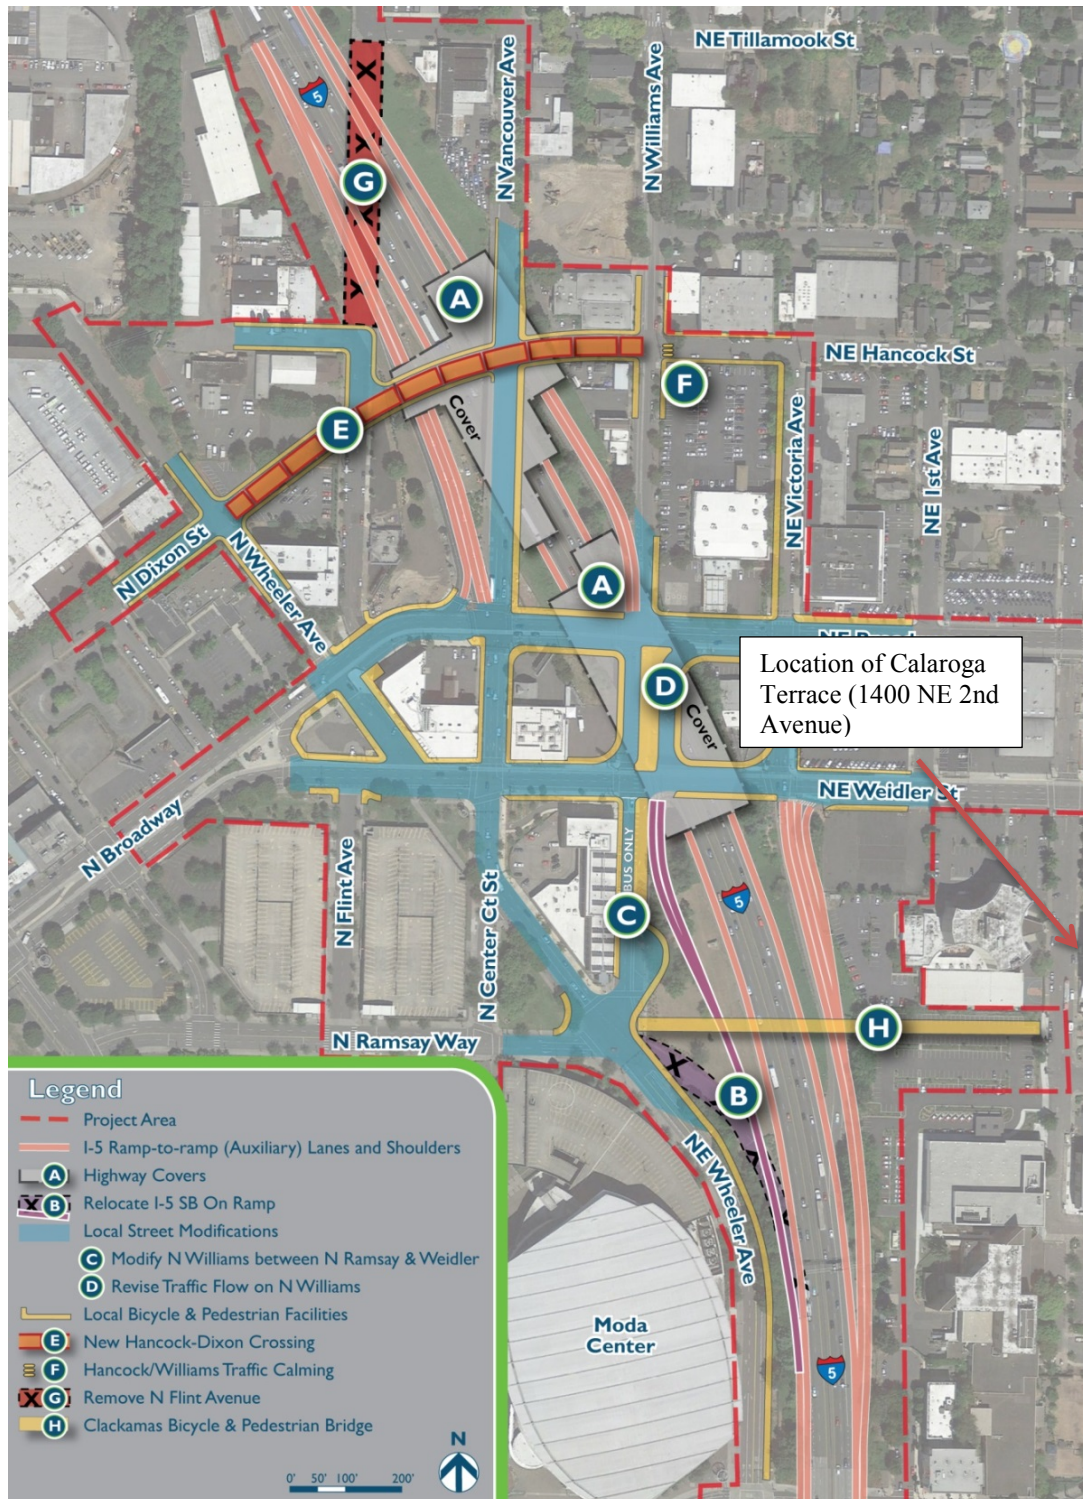 NE Tillamook St
N Vancouver Ave
N Williams Ave
5
X
G
A
NE Hancock St
F
Cover
E
NE Victoria Ave
NE 1st Ave
N Dixon St
N Wheeler Ave
A
NE Broad
Location of Calaroga
Terrace (1400 NE 2nd
Avenue)
D
Cover
NE Weidler St
N Broadway
N Flint Ave
BUS ONLY
N Center Ct St
5
C
H
N Ramsay Way
X
B
NE Wheeler Ave
Moda
Center
5
Legend
Project Area
I-5 Ramp-to-ramp (Auxiliary) Lanes and Shoulders
A Highway Covers
X B Relocate I-5 SB On Ramp
Local Street Modifications
C Modify N Williams between N Ramsay & Weidler
D Revise Traffic Flow on N Williams
Local Bicycle & Pedestrian Facilities
E New Hancock-Dixon Crossing
F Hancock/Williams Traffic Calming
X G Remove N Flint Avenue
H Clackamas Bicycle & Pedestrian Bridge
N
0' 50' 100' 200'